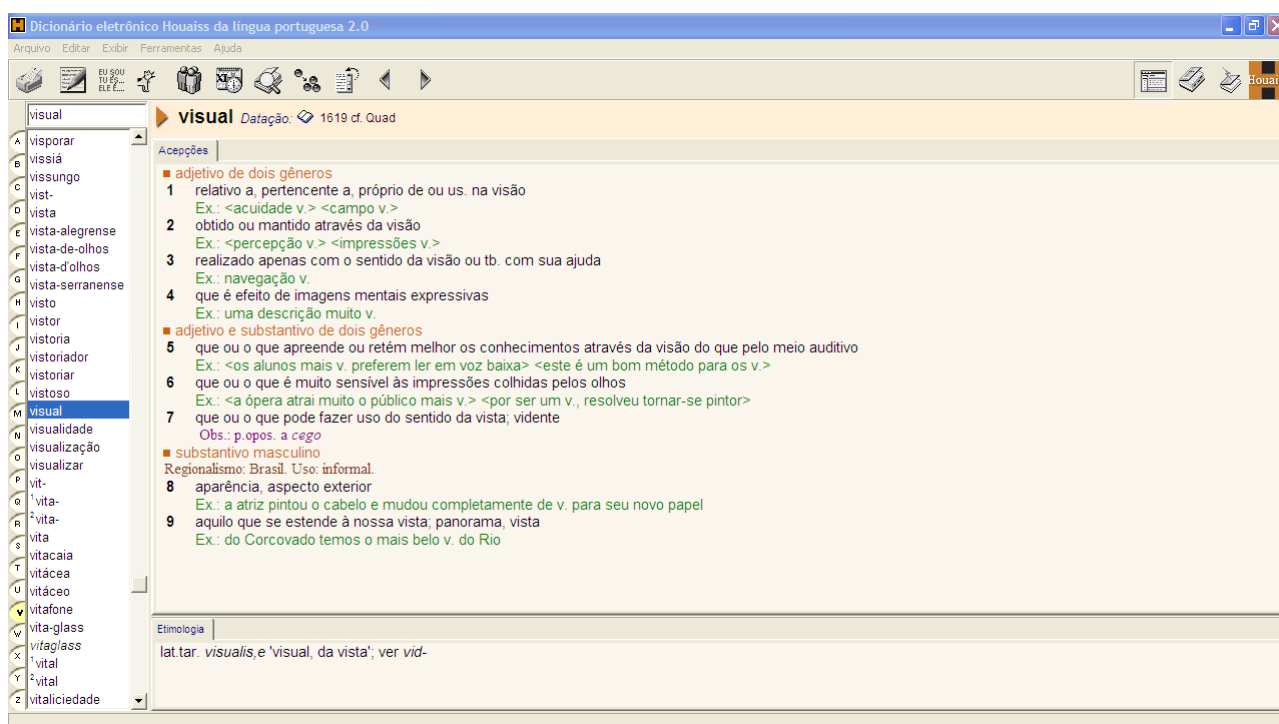 Dicionário eletrônico Houaiss da língua portuguesa 2.0
Arquivo Editar Exibir Ferramentas Ajuda
EU SOU
TU ÉS...
ELE É...
XI
Houai
visual
visual Datação: 1619 cf. Quad
A
B
C
D
E
F
G
H
I
J
K
L
M
N
O
P
Q
R
S
T
U
V
W
X
Y
Z
visporar
vissiá
vissungo
vist-
vista
vista-alegrense
vista-de-olhos
vista-d'olhos
vista-serranense
visto
vistor
vistoria
vistoriador
vistoriar
vistoso
visual
visualidade
visualização
visualizar
vit-
¹vita-
²vita-
vita
vitacaia
vitácea
vitáceo
vitafone
vita-glass
vitaglass
¹vital
²vital
vitaliciedade
Acepções
■ adjetivo de dois gêneros
1 relativo a, pertencente a, próprio de ou us. na visão
Ex.: <acuidade v.> <campo v.>
2 obtido ou mantido através da visão
Ex.: <percepção v.> <impressões v.>
3 realizado apenas com o sentido da visão ou tb. com sua ajuda
Ex.: navegação v.
4 que é efeito de imagens mentais expressivas
Ex.: uma descrição muito v.
■ adjetivo e substantivo de dois gêneros
5 que ou o que apreende ou retém melhor os conhecimentos através da visão do que pelo meio auditivo
Ex.: <os alunos mais v. preferem ler em voz baixa> <este é um bom método para os v.>
6 que ou o que é muito sensível às impressões colhidas pelos olhos
Ex.: <a ópera atrai muito o público mais v.> <por ser um v., resolveu tornar-se pintor>
7 que ou o que pode fazer uso do sentido da vista; vidente
Obs.: p.opos. a cego
■ substantivo masculino
Regionalismo: Brasil. Uso: informal.
8 aparência, aspecto exterior
Ex.: a atriz pintou o cabelo e mudou completamente de v. para seu novo papel
9 aquilo que se estende à nossa vista; panorama, vista
Ex.: do Corcovado temos o mais belo v. do Rio
Etimologia
lat.tar. visualis,e 'visual, da vista'; ver vid-